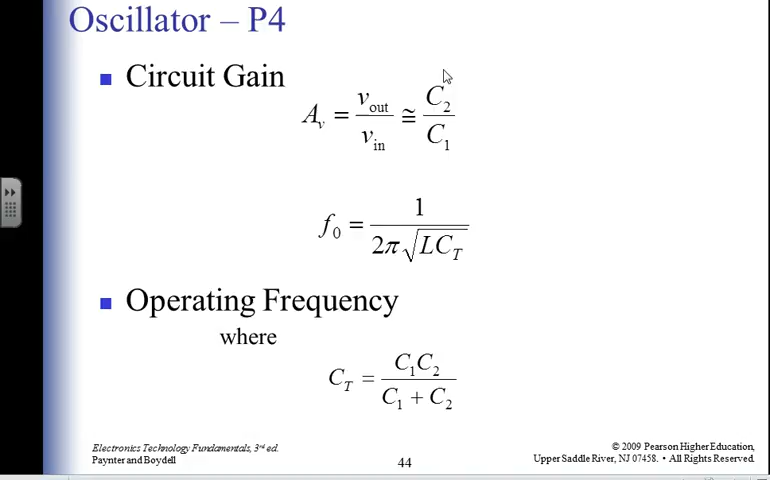 Oscillator – P4
■ Circuit Gain
A_v = v_out / v_in ≅ C_2 / C_1
f_0 = 1 / 2π√LC_T
■ Operating Frequency
where
C_T = C_1C_2 / C_1 + C_2
Electronics Technology Fundamentals, 3rd ed.
Paynter and Boydell
44
© 2009 Pearson Higher Education,
Upper Saddle River, NJ 07458. • All Rights Reserved.